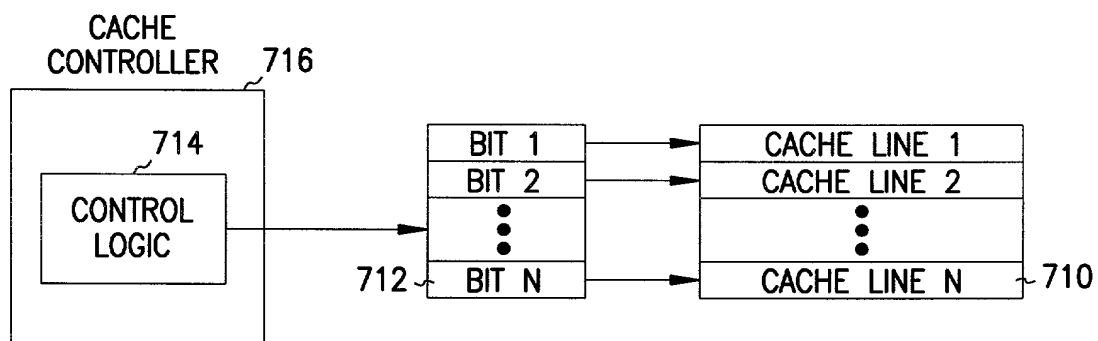 CACHE
CONTROLLER
716
714
CONTROL
LOGIC
BIT 1
BIT 2
712
BIT N
CACHE LINE 1
CACHE LINE 2
CACHE LINE N
710